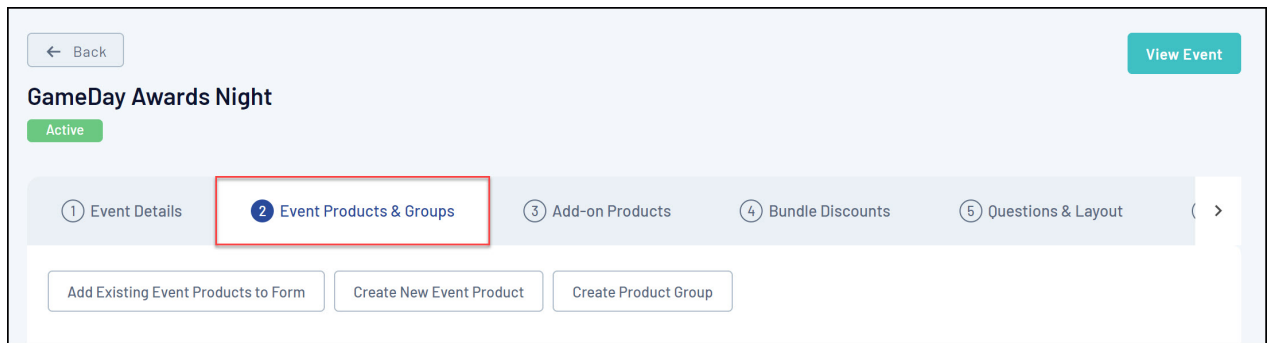 ← Back
View Event
GameDay Awards Night
Active
1 Event Details 2 Event Products & Groups 3 Add-on Products 4 Bundle Discounts 5 Questions & Layout
Add Existing Event Products to Form Create New Event Product Create Product Group